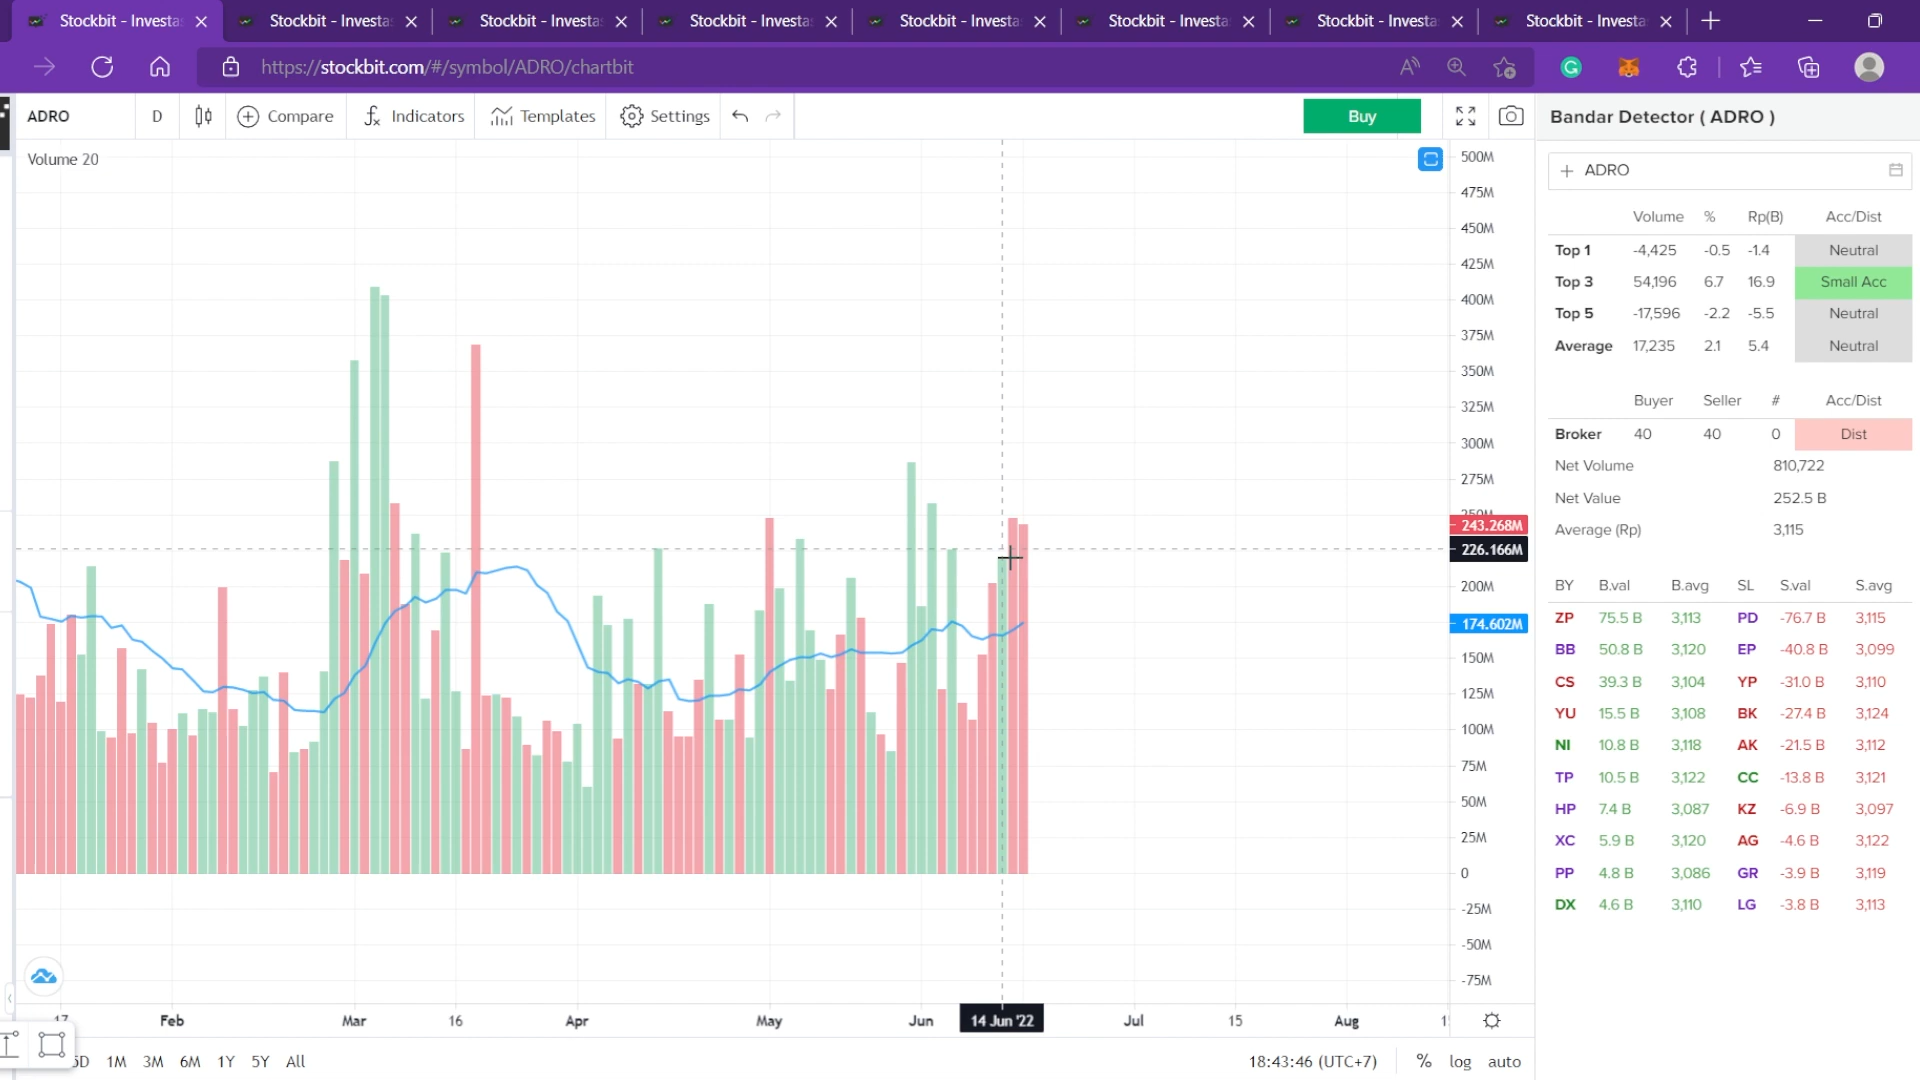 Stockbit - Investas Stockbit - Investas Stockbit - Investas Stockbit - Investas Stockbit - Investa Stockbit - Investa Stockbit - Investa Stockbit - Investa
https://stockbit.com/#/symbol/ADRO/chartbit
ADRO D Compare Indicators Templates Settings Buy
Volume 20
500M
475M
450M
425M
400M
375M
350M
325M
300M
275M
243.268M
226.166M
200M
174.602M
150M
125M
100M
75M
50M
25M
0
-25M
-50M
-75M
17 Feb Mar 16 Apr May Jun 14 Jun '22 Jul 15 Aug
1M 3M 6M 1Y 5Y All 18:43:46 (UTC+7) % log auto
Bandar Detector ( ADRO )
+ ADRO
Volume % Rp(B) Acc/Dist
Top 1 -4,425 -0.5 -1.4 Neutral
Top 3 54,196 6.7 16.9 Small Acc
Top 5 -17,596 -2.2 -5.5 Neutral
Average 17,235 2.1 5.4 Neutral
Buyer Seller # Acc/Dist
Broker 40 40 0 Dist
Net Volume 810,722
Net Value 252.5 B
Average (Rp) 3,115
BY B.val B.avg SL S.val S.avg
ZP 75.5 B 3,113 PD -76.7 B 3,115
BB 50.8 B 3,120 EP -40.8 B 3,099
CS 39.3 B 3,104 YP -31.0 B 3,110
YU 15.5 B 3,108 BK -27.4 B 3,124
NI 10.8 B 3,118 AK -21.5 B 3,112
TP 10.5 B 3,122 CC -13.8 B 3,121
HP 7.4 B 3,087 KZ -6.9 B 3,097
XC 5.9 B 3,120 AG -4.6 B 3,122
PP 4.8 B 3,086 GR -3.9 B 3,119
DX 4.6 B 3,110 LG -3.8 B 3,113